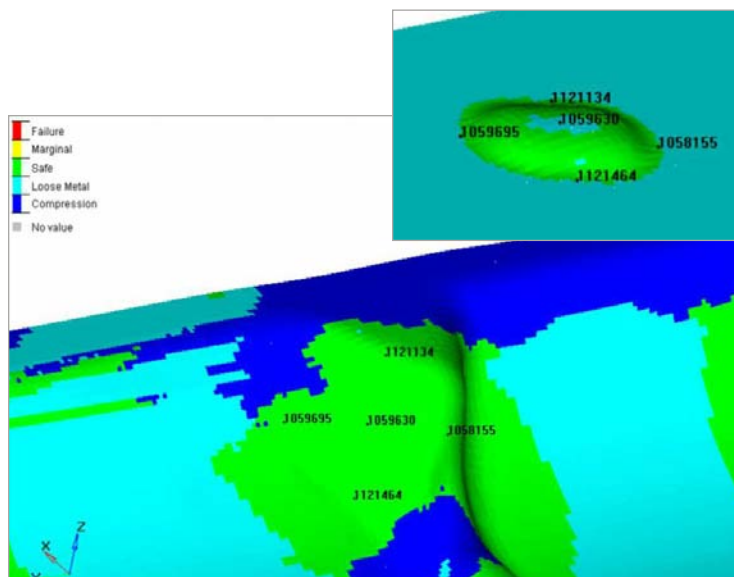 J121134
J059630
J059695
J058155
J121464
Failure
Marginal
Safe
Loose Metal
Compression
No value
J121134
J059695
J059630
J058155
J121464
Z
X